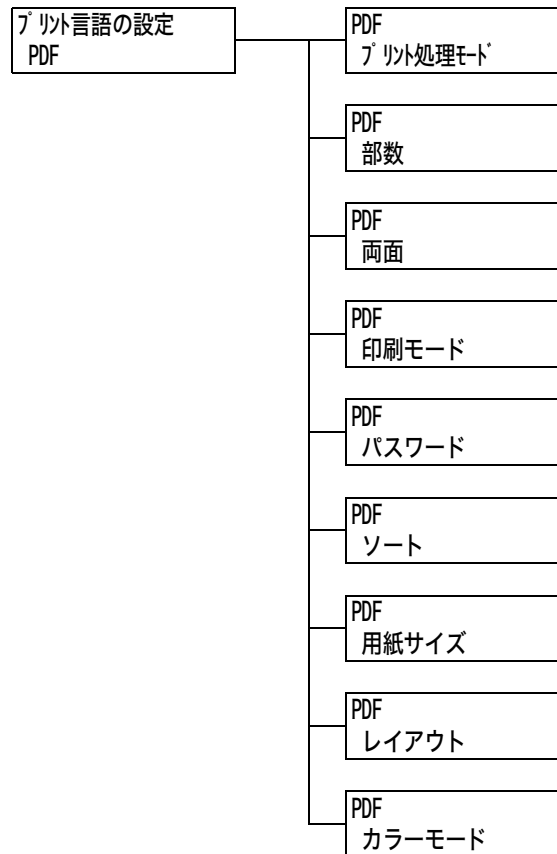 ﾌﾟﾘﾝﾄ言語の設定
PDF
PDF
ﾌﾟﾘﾝﾄ処理ﾓｰﾄﾞ
PDF
部数
PDF
両面
PDF
印刷モード
PDF
パスワード
PDF
ソート
PDF
用紙サイズ
PDF
レイアウト
PDF
カラーモード